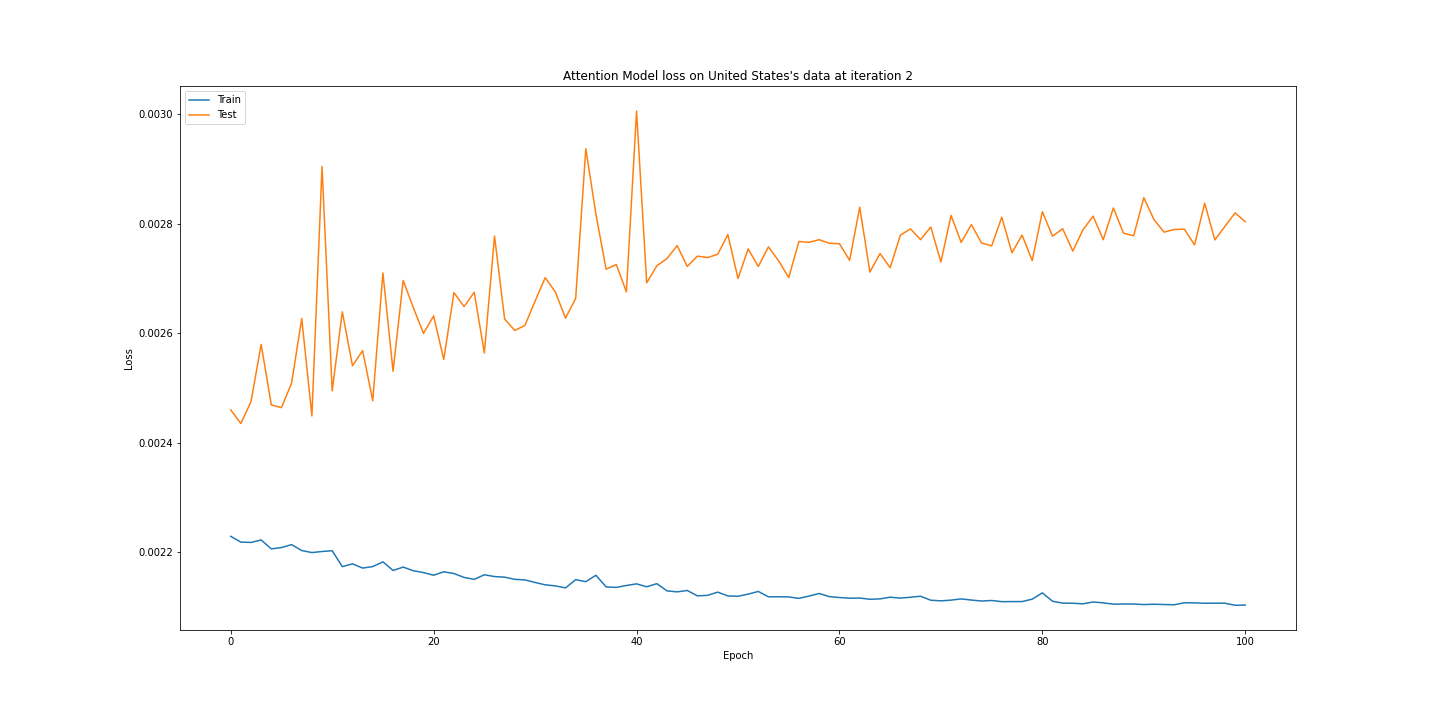 Attention Model loss on United States's data at iteration 2
Train
Test
0.0030
0.0028
0.0026
0.0024
0.0022
Loss
0
20
40
60
80
100
Epoch